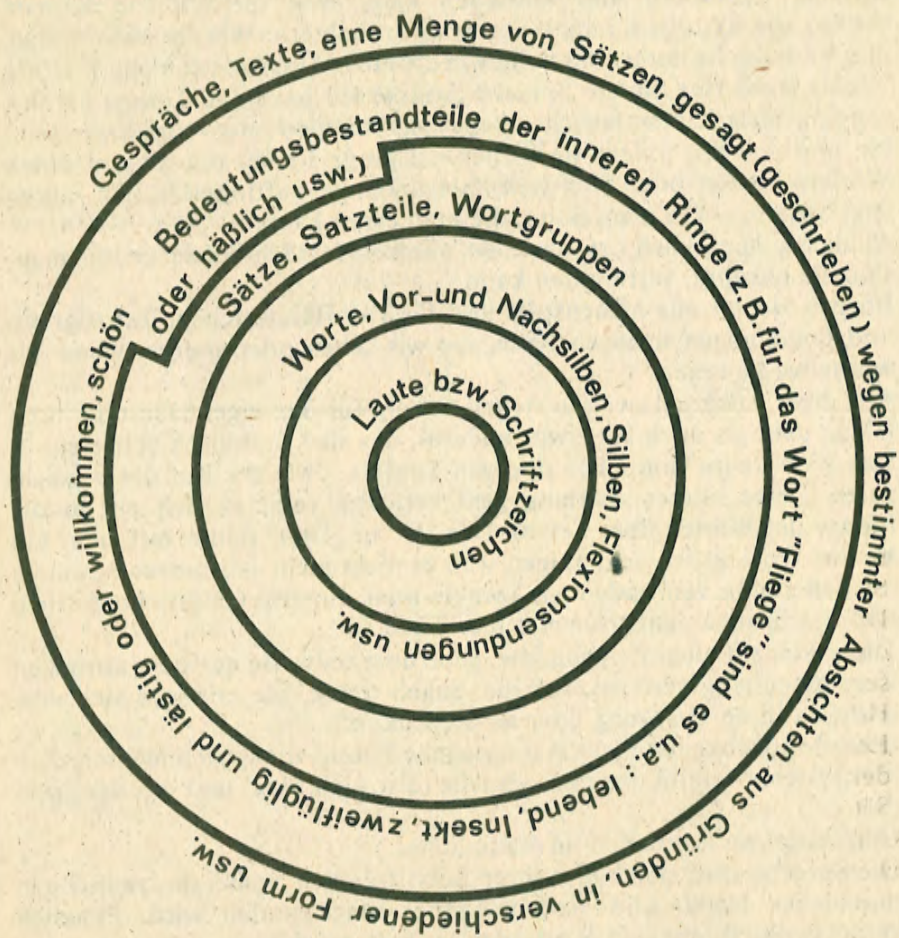 Gespräche, Texte, eine Menge von Sätzen, gesagt (geschrieben) wegen bestimmter Absichten, aus Gründen in verschiedener Form usw.
Bedeutungsbestandteile der inneren Ringe (z. B. für das Wort „Fliege" sind es u.a.: lebend, Insekt, zweiflüglig und lästig oder willkommen, schön
oder häßlich usw.)
Sätze, Satzteile, Wortgruppen
Worte, Vor- und Nachsilben, Silben, Flexionsendungen usw.
Laute bzw. Schriftzeichen